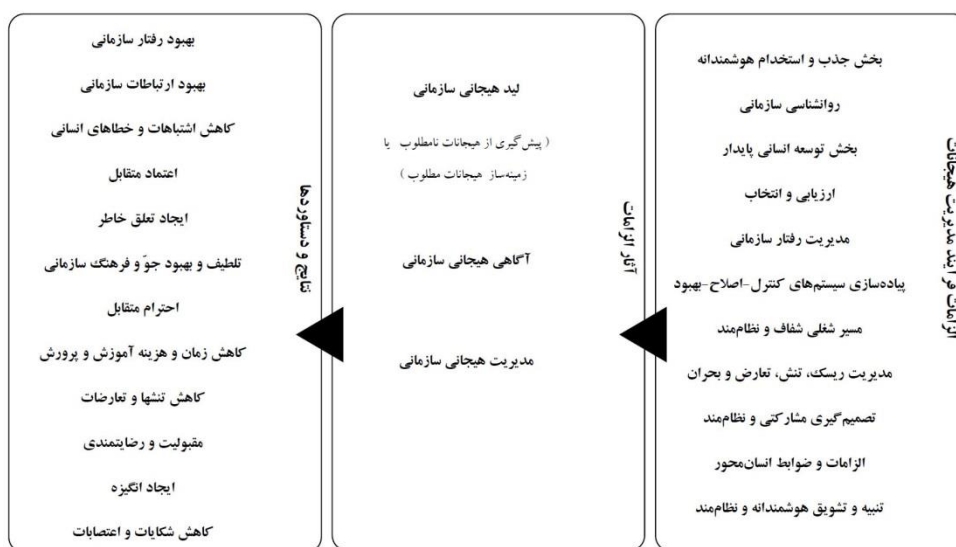 الزامات فرآیند مدیریت هیجانات
بخش جذب و استخدام هوشمندانه
روانشناسی سازمانی
بخش توسعه انسانی پایدار
ارزیابی و انتخاب
مدیریت رفتار سازمانی
پیاده‌سازی سیستم‌های کنترل-اصلاح-بهبود
مسیر شغلی شفاف و نظام‌مند
مدیریت ریسک، تنش، تعارض و بحران
تصمیم‌گیری مشارکتی و نظام‌مند
الزامات و ضوابط انسان‌محور
تنبیه و تشویق هوشمندانه و نظام‌مند
آثار الزامات
لید هیجانی سازمانی
( پیش‌گیری از هیجانات نامطلوب یا
زمینه‌ساز هیجانات مطلوب )
آگاهی هیجانی سازمانی
مدیریت هیجانی سازمانی
نتایج و دستاوردها
بهبود رفتار سازمانی
بهبود ارتباطات سازمانی
کاهش اشتباهات و خطاهای انسانی
اعتماد متقابل
ایجاد تعلق خاطر
تلطیف و بهبود جوّ و فرهنگ سازمانی
احترام متقابل
کاهش زمان و هزینه آموزش و پرورش
کاهش تنشها و تعارضات
مقبولیت و رضایتمندی
ایجاد انگیزه
کاهش شکایات و اعتصابات